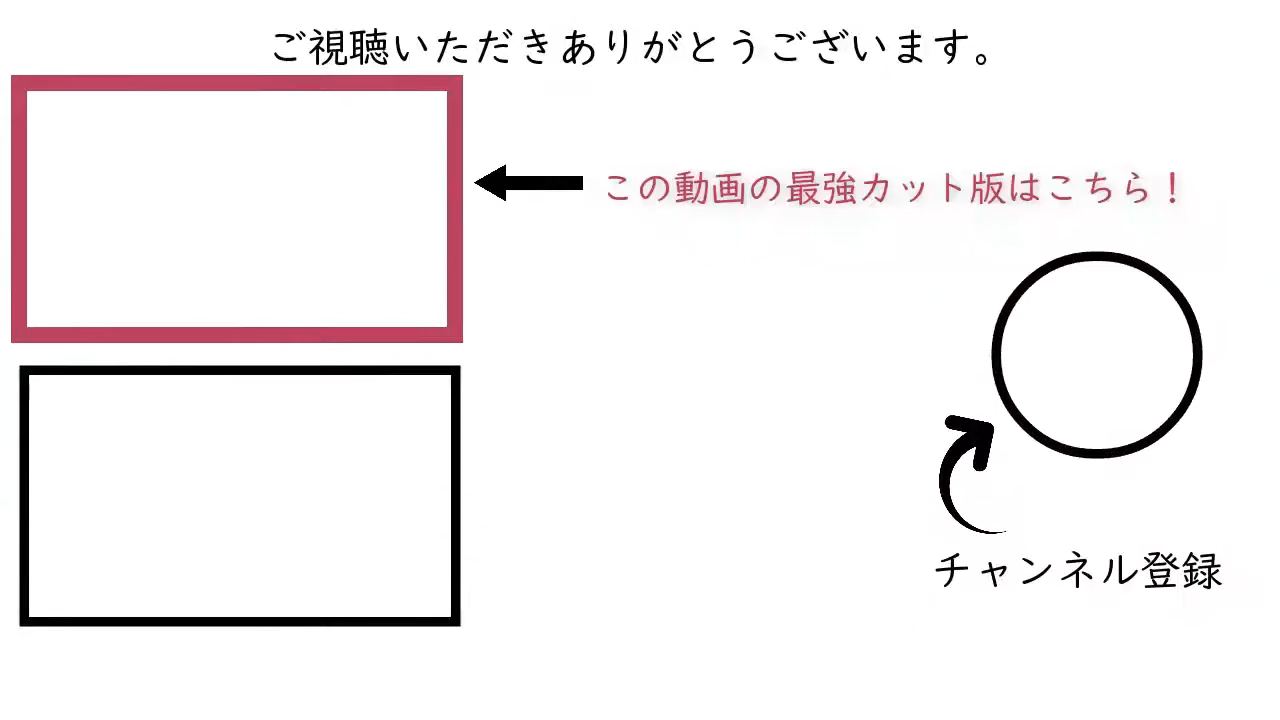 ご視聴いただきありがとうございます。
この動画の最強カット版はこちら！
チャンネル登録